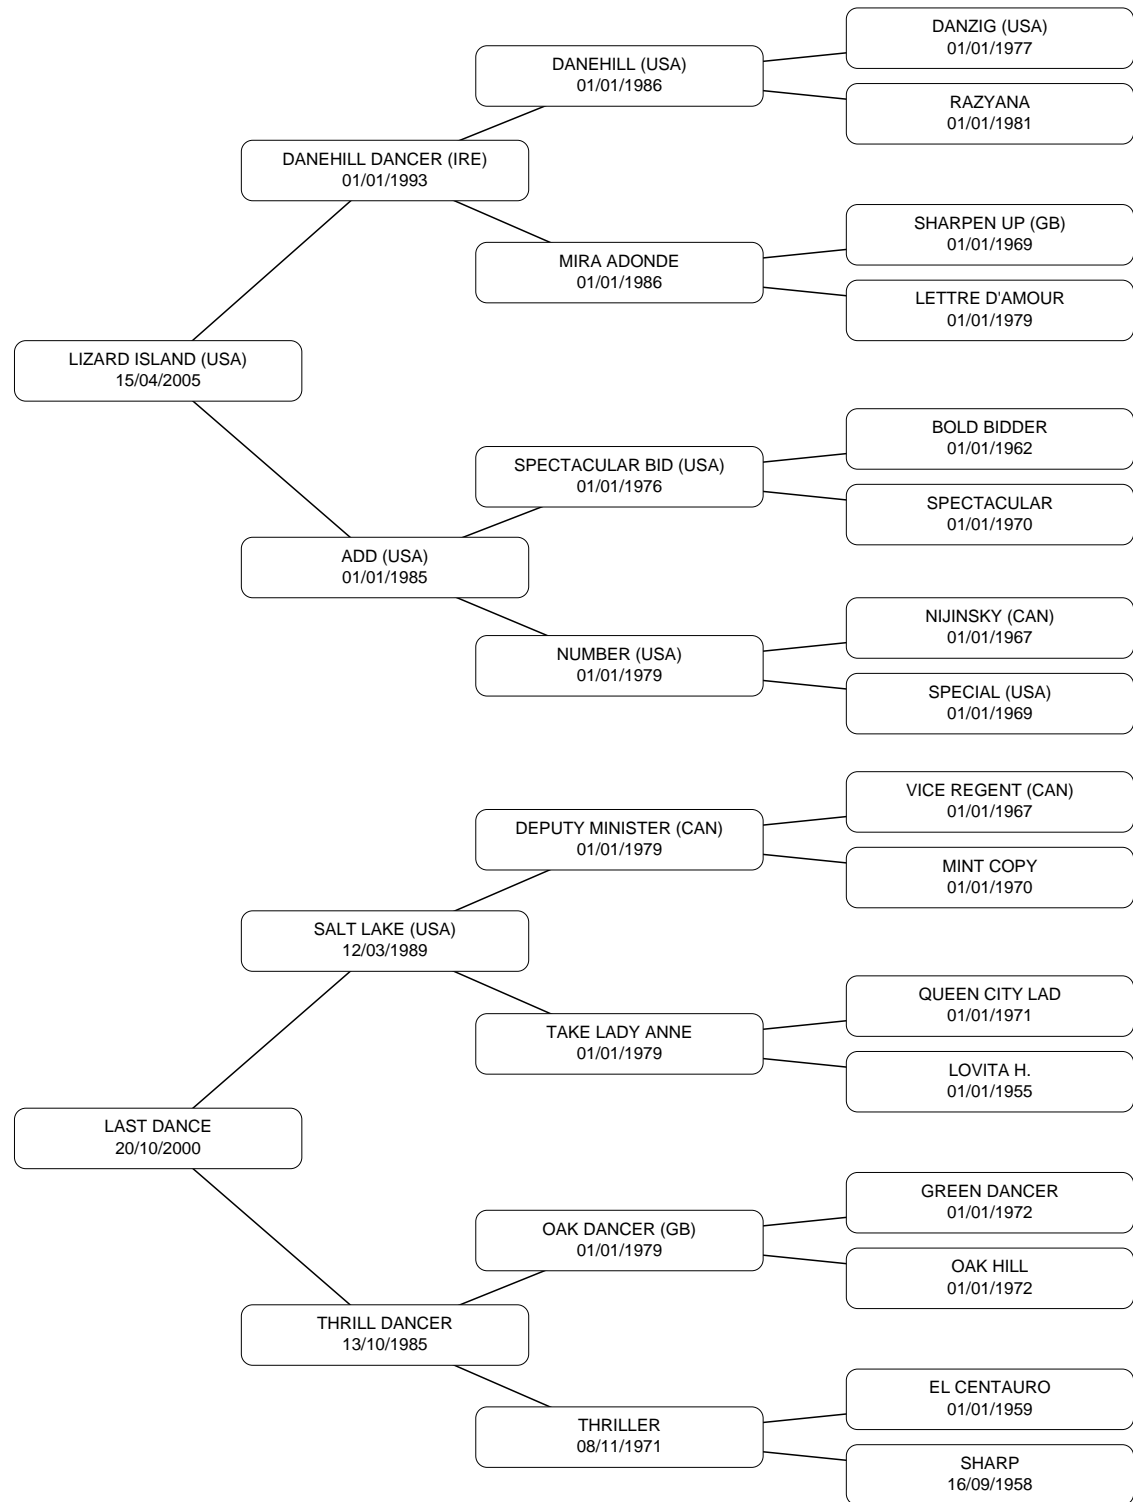 DANZIG (USA)
01/01/1977
DANEHILL (USA)
01/01/1986
RAZYANA
01/01/1981
DANEHILL DANCER (IRE)
01/01/1993
SHARPEN UP (GB)
01/01/1969
MIRA ADONDE
01/01/1986
LETTRE D'AMOUR
01/01/1979
LIZARD ISLAND (USA)
15/04/2005
BOLD BIDDER
01/01/1962
SPECTACULAR BID (USA)
01/01/1976
SPECTACULAR
01/01/1970
ADD (USA)
01/01/1985
NIJINSKY (CAN)
01/01/1967
NUMBER (USA)
01/01/1979
SPECIAL (USA)
01/01/1969
VICE REGENT (CAN)
01/01/1967
DEPUTY MINISTER (CAN)
01/01/1979
MINT COPY
01/01/1970
SALT LAKE (USA)
12/03/1989
QUEEN CITY LAD
01/01/1971
TAKE LADY ANNE
01/01/1979
LOVITA H.
01/01/1955
LAST DANCE
20/10/2000
GREEN DANCER
01/01/1972
OAK DANCER (GB)
01/01/1979
OAK HILL
01/01/1972
THRILL DANCER
13/10/1985
EL CENTAURO
01/01/1959
THRILLER
08/11/1971
SHARP
16/09/1958